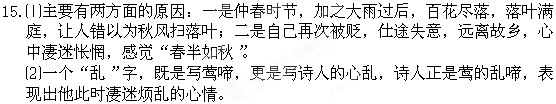 15.⑴主要有两方面的原因：一是仲春时节，加之大雨过后，百花尽落，落叶满
庭，让人错以为秋风扫落叶；二是自己再次被贬，仕途失意，远离故乡，心
中凄迷怅惘，感觉“春半如秋”。
⑵一个“乱”字，既是写莺啼，更是写诗人的心乱，诗人正是莺的乱啼，表
现出他此时凄迷烦乱的心情。